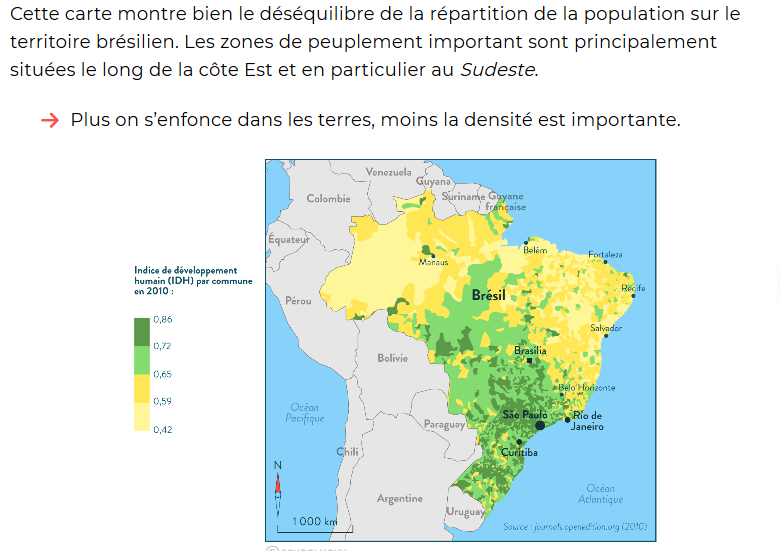 Cette carte montre bien le déséquilibre de la répartition de la population sur le
territoire brésilien. Les zones de peuplement important sont principalement
situées le long de la côte Est et en particulier au Sudeste.
→ Plus on s’enfonce dans les terres, moins la densité est importante.
Venezuela
Guyana
Colombie
Suriname
Guyane
française
Équateur
Belém
Fortaleza
Manaus
Indice de développement
humain (IDH) par commune
en 2010 :
Récife
Brésil
Pérou
0,86
Salvador
0,72
Brasília
Bolivie
0,65
Belo Horizonte
0,59
Océan
Pacifique
São Paulo
Rio de
Janeiro
Paraguay
0,42
Chili
Curitiba
N
Océan
Atlantique
Argentine
Uruguay
1 000 km
Source : journals.openedition.org (2010)